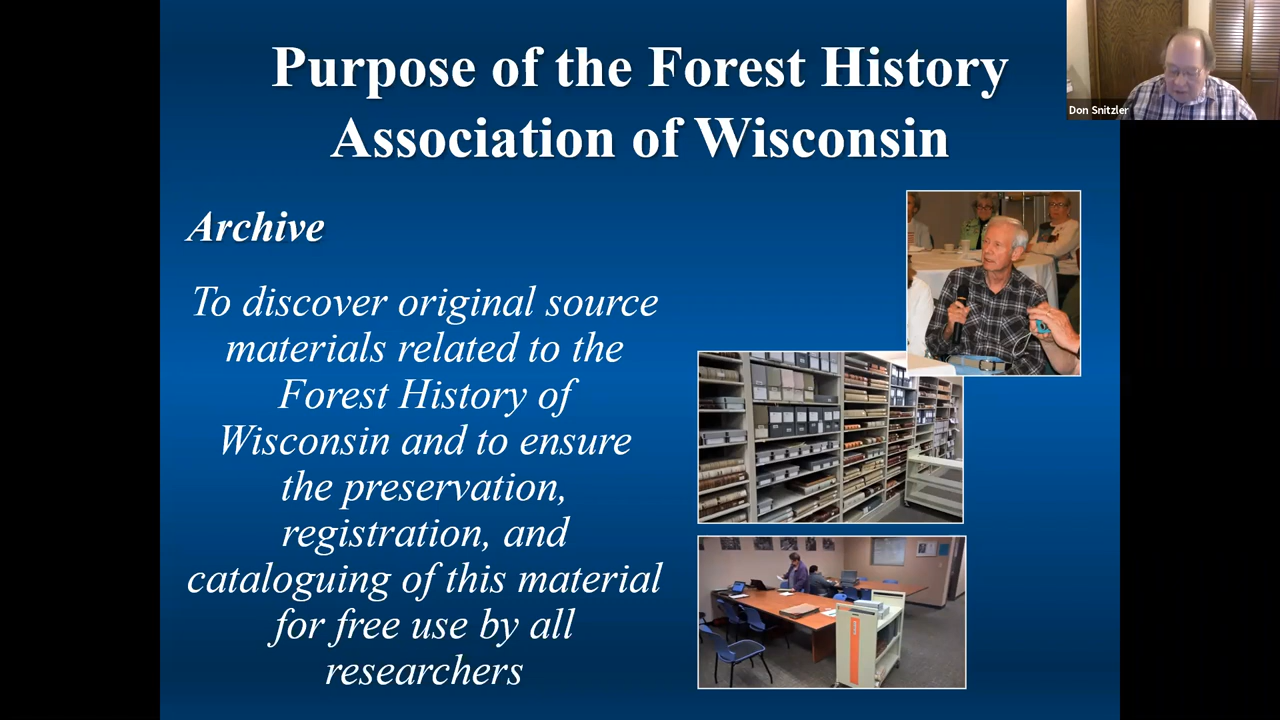 Purpose of the Forest History
Association of Wisconsin
Don Snitzler
Archive
To discover original source
materials related to the
Forest History of
Wisconsin and to ensure
the preservation,
registration, and
cataloguing of this material
for free use by all
researchers